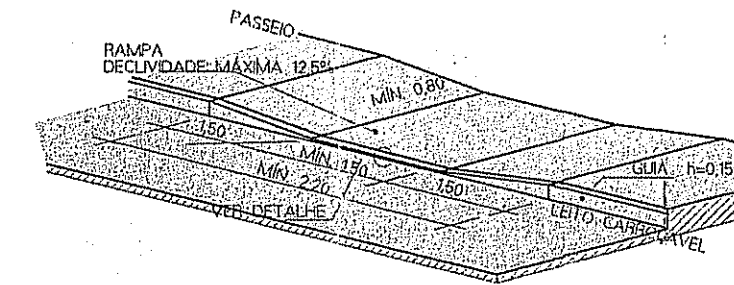 PASSEIO
RAMPA
DECLIVIDADE: MÁXIMA 12,5%
MÍN. 0,80
1,50
MÍN. 1,50
1,50
MÍN. 2,20
VER DETALHE
GUIA h=0,15
LEITO CARROÇÁVEL